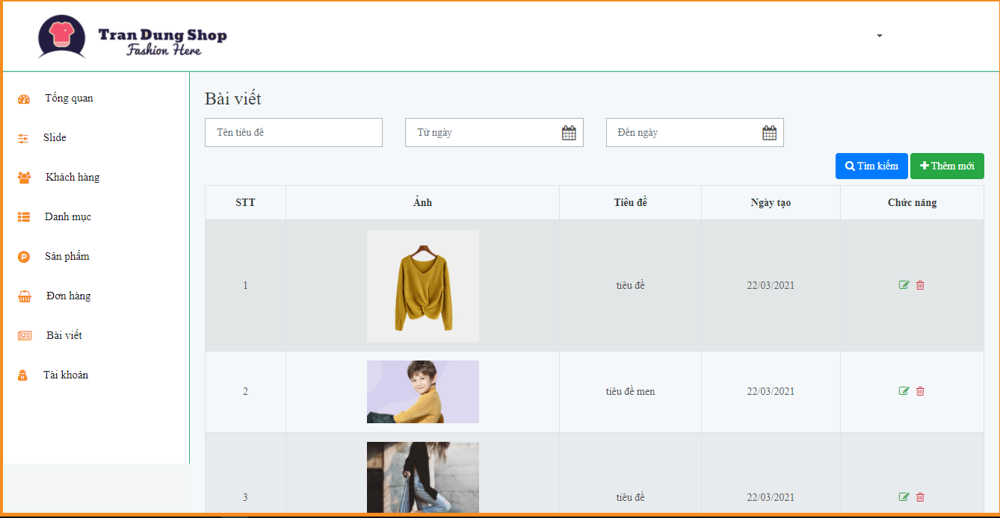 Tran Dung Shop
Fashion Here
Tổng quan
Slide
Khách hàng
Danh mục
Sản phẩm
Đơn hàng
Bài viết
Tài khoản
Bài viết
Tên tiêu đề
Từ ngày
Đến ngày
Tìm kiếm
Thêm mới
STT Ảnh Tiêu đề Ngày tạo Chức năng
1 tiêu đề 22/03/2021
2 tiêu đề men 22/03/2021
3 tiêu đề 22/03/2021